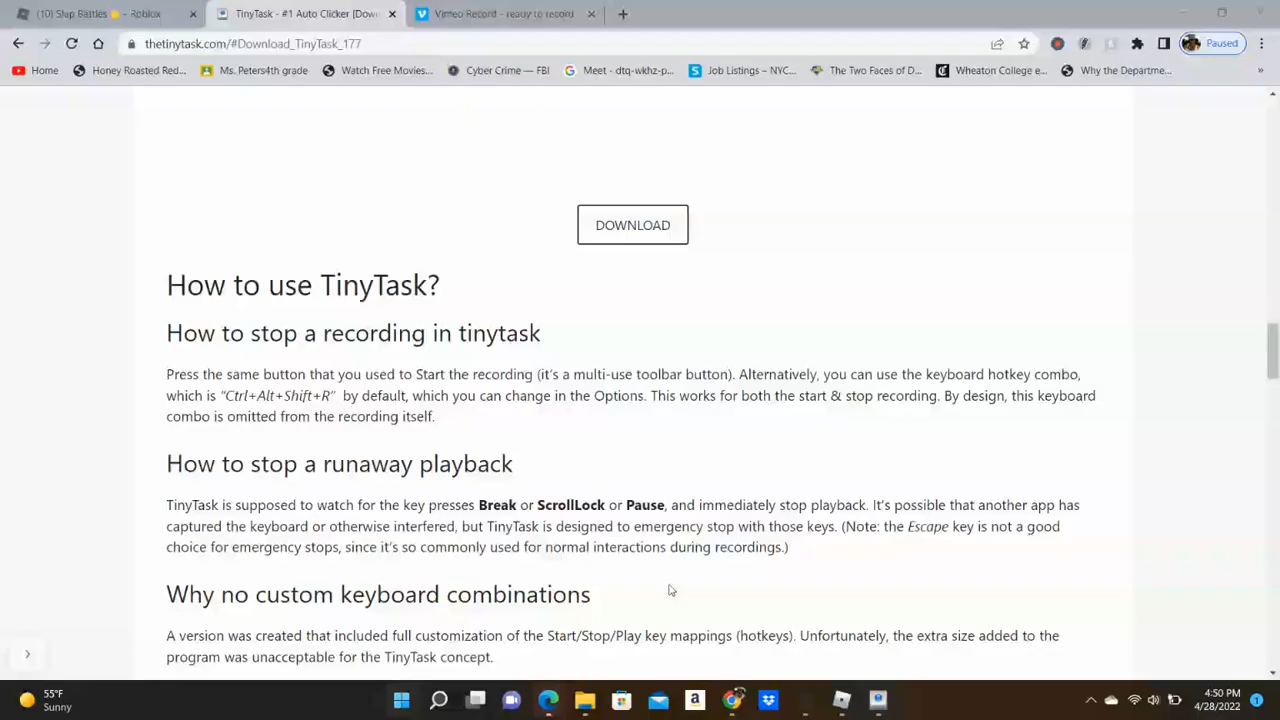 (10) Slap Battles - Roblox
TinyTask - #1 Auto Clicker [Down
Vimeo Record - ready to record
thetinytask.com/#Download_TinyTask_177
Paused
Home
Honey Roasted Red...
Ms. Peters4th grade
Watch Free Movies...
Cyber Crime — FBI
Meet - dtq-wkhz-p...
Job Listings – NYC...
The Two Faces of D...
Wheaton College e...
Why the Departme...
DOWNLOAD
How to use TinyTask?
How to stop a recording in tinytask
Press the same button that you used to Start the recording (it's a multi-use toolbar button). Alternatively, you can use the keyboard hotkey combo,
which is "Ctrl+Alt+Shift+R" by default, which you can change in the Options. This works for both the start & stop recording. By design, this keyboard
combo is omitted from the recording itself.
How to stop a runaway playback
TinyTask is supposed to watch for the key presses Break or ScrollLock or Pause, and immediately stop playback. It's possible that another app has
captured the keyboard or otherwise interfered, but TinyTask is designed to emergency stop with those keys. (Note: the Escape key is not a good
choice for emergency stops, since it's so commonly used for normal interactions during recordings.)
Why no custom keyboard combinations
A version was created that included full customization of the Start/Stop/Play key mappings (hotkeys). Unfortunately, the extra size added to the
program was unacceptable for the TinyTask concept.
55°F
Sunny
4:50 PM
4/28/2022